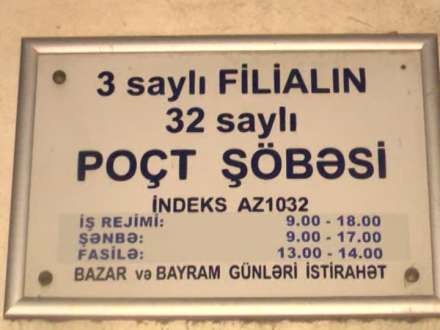 3 saylı FİLİALIN
32 saylı
POÇT ŞÖBƏSİ
İNDEKS AZ1032
İŞ REJİMİ: 9.00 - 18.00
ŞƏNBƏ: 9.00 - 17.00
FASİLƏ: 13.00 - 14.00
BAZAR və BAYRAM GÜNLƏRİ İSTİRAHƏT